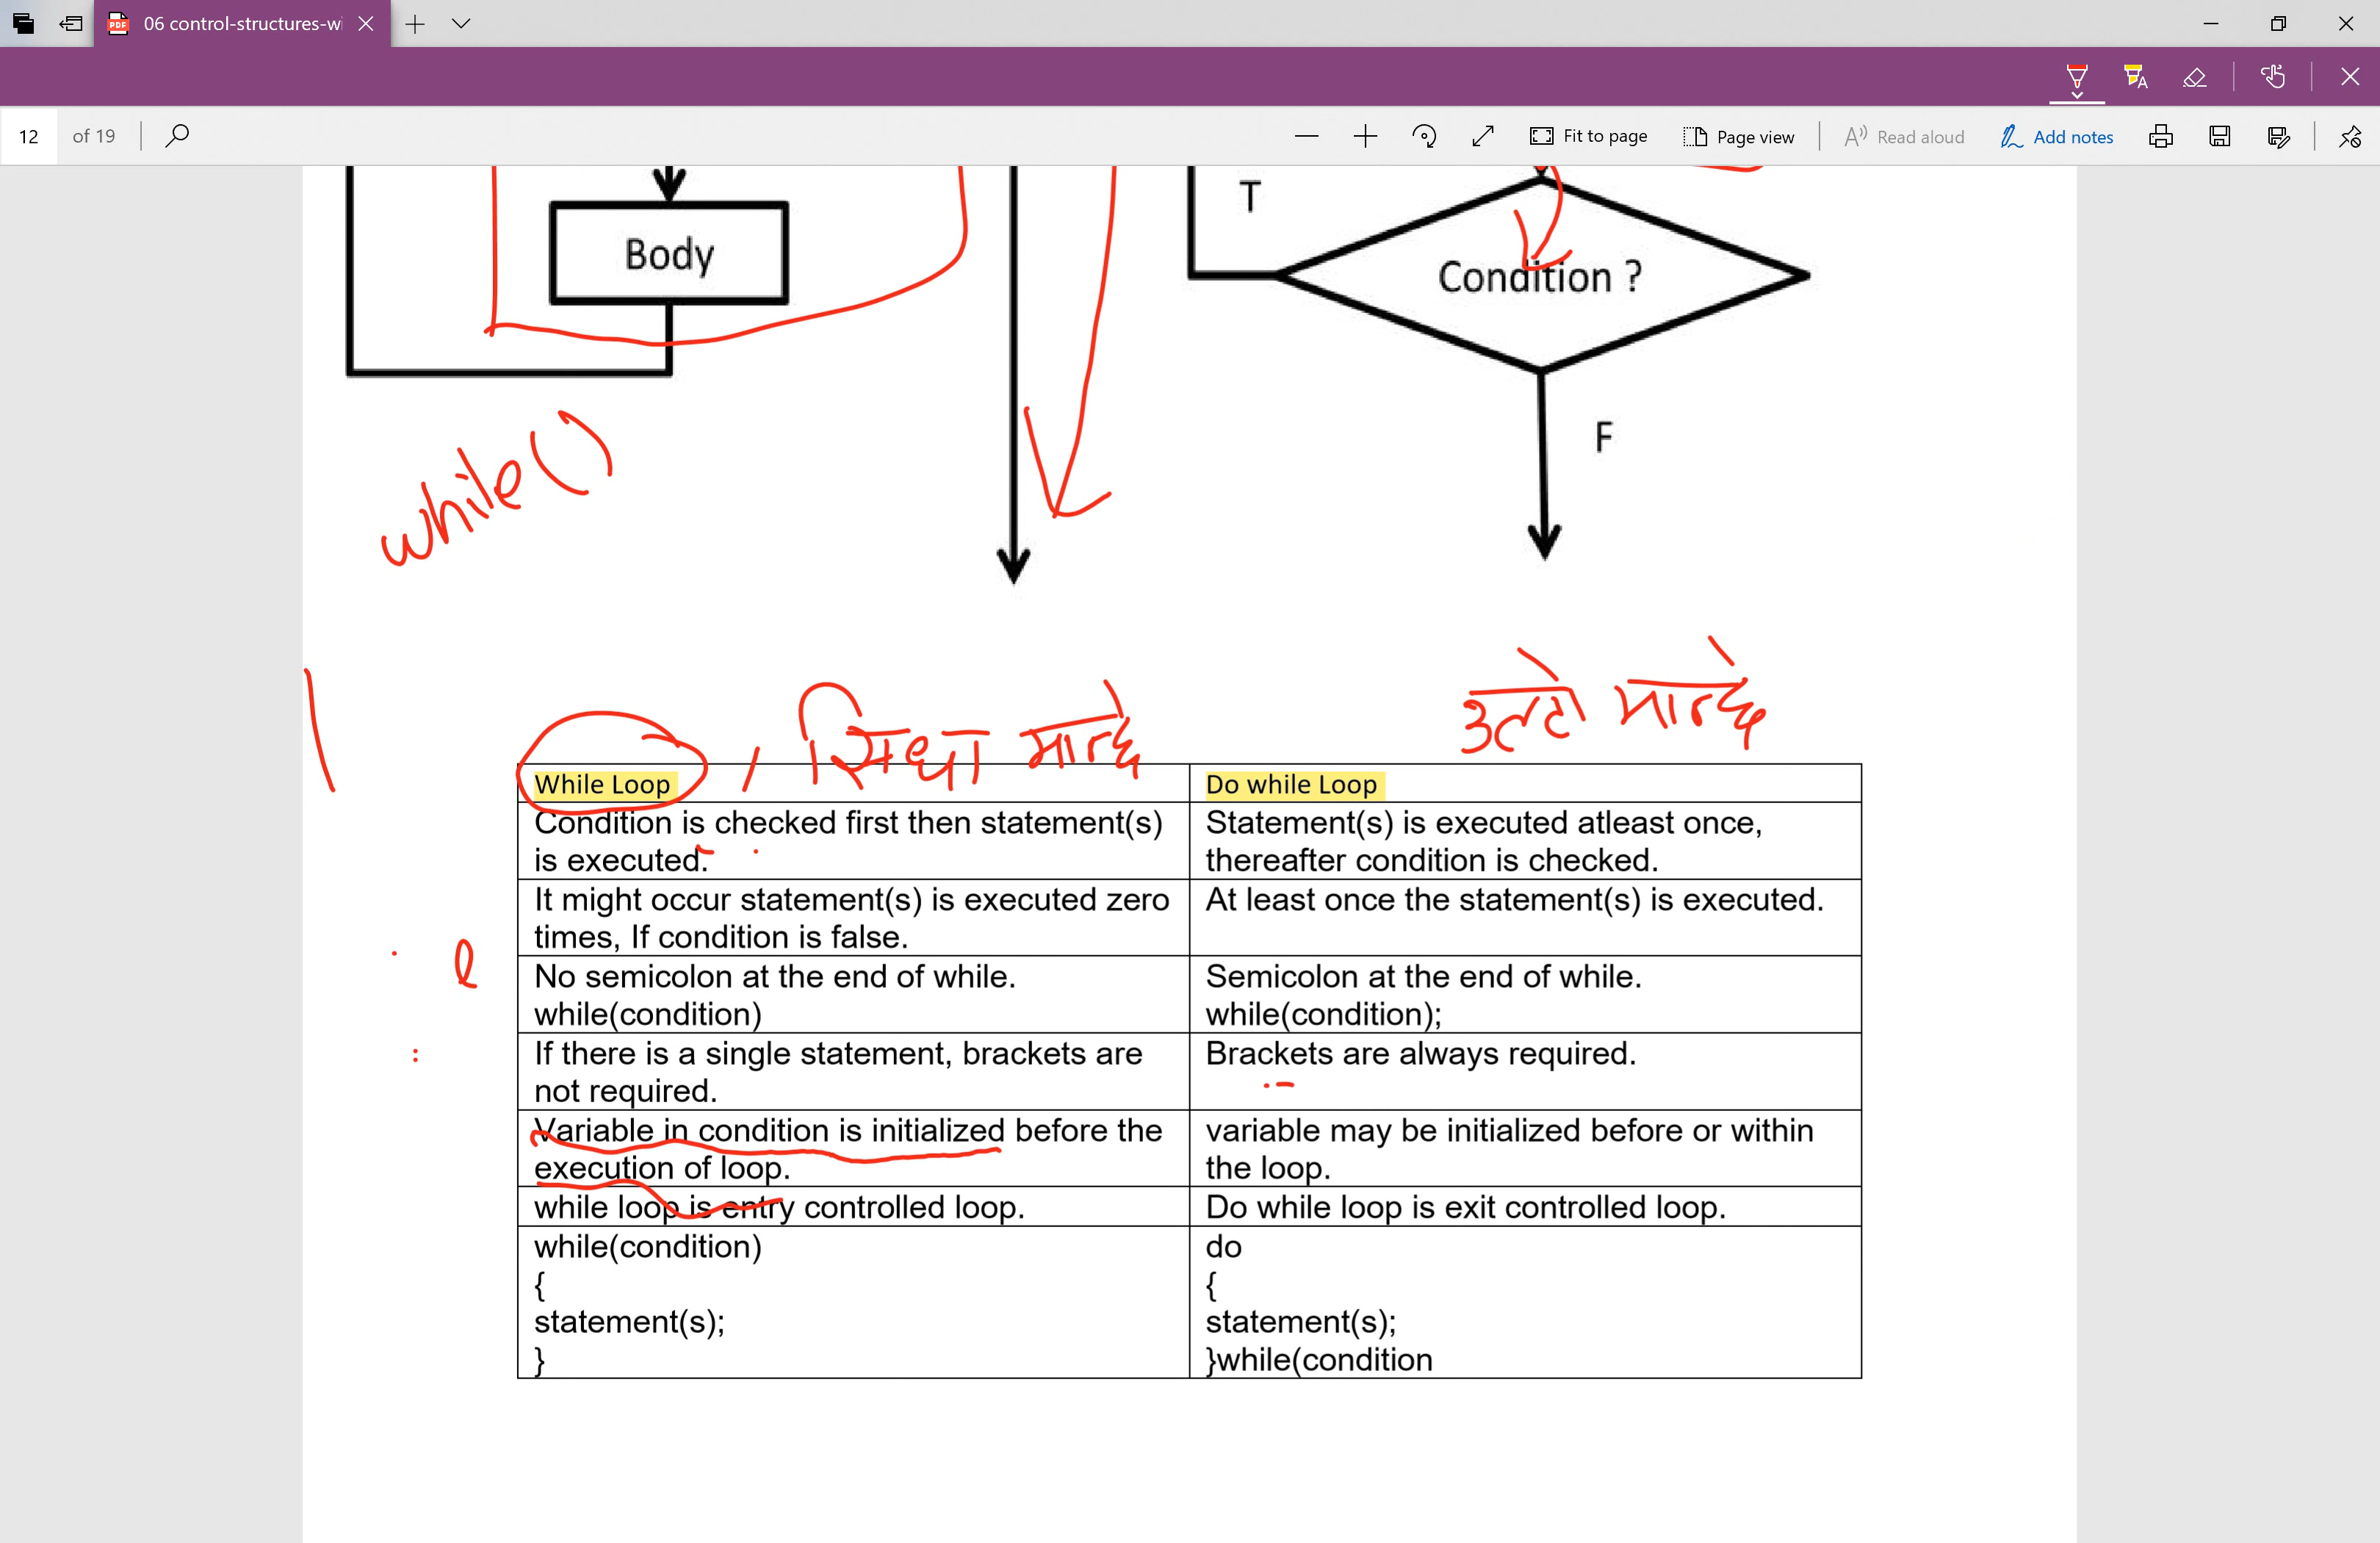 06 control-structures-wi
12 of 19
Fit to page
Page view
Read aloud
Add notes
Body
T
Condition ?
F
while()
सिधा मार्छ
उल्टो मार्दछ
While Loop
Do while Loop
Condition is checked first then statement(s)
is executed.
Statement(s) is executed atleast once,
thereafter condition is checked.
It might occur statement(s) is executed zero
times, If condition is false.
At least once the statement(s) is executed.
No semicolon at the end of while.
while(condition)
Semicolon at the end of while.
while(condition);
If there is a single statement, brackets are
not required.
Brackets are always required.
Variable in condition is initialized before the
execution of loop.
variable may be initialized before or within
the loop.
while loop is entry controlled loop.
Do while loop is exit controlled loop.
while(condition)
{
statement(s);
}
do
{
statement(s);
}while(condition